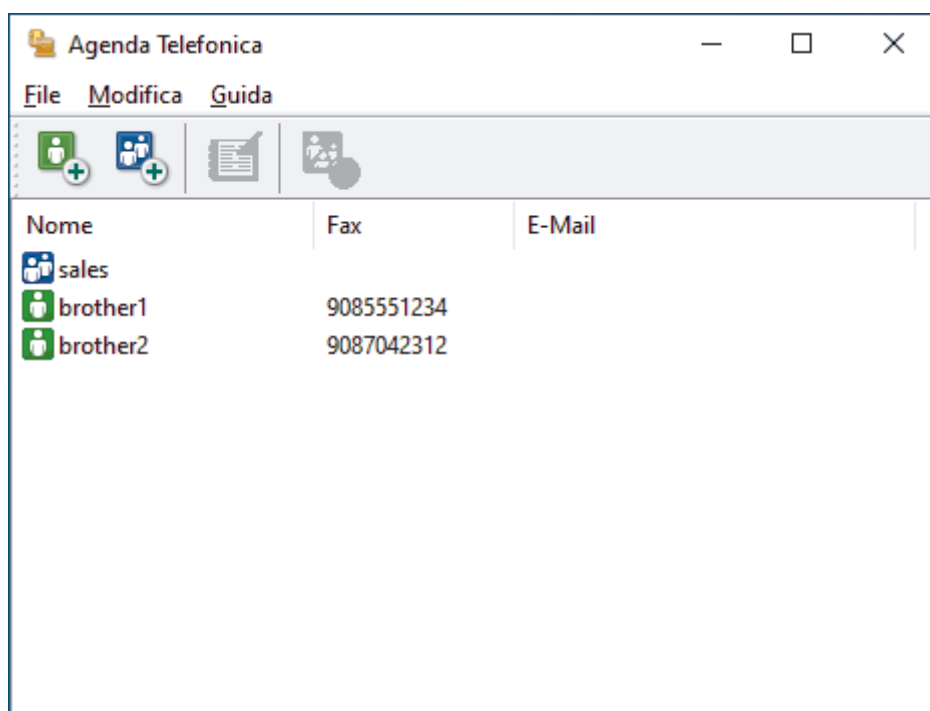 Agenda Telefonica
File Modifica Guida
Nome Fax E-Mail
sales
brother1 9085551234
brother2 9087042312